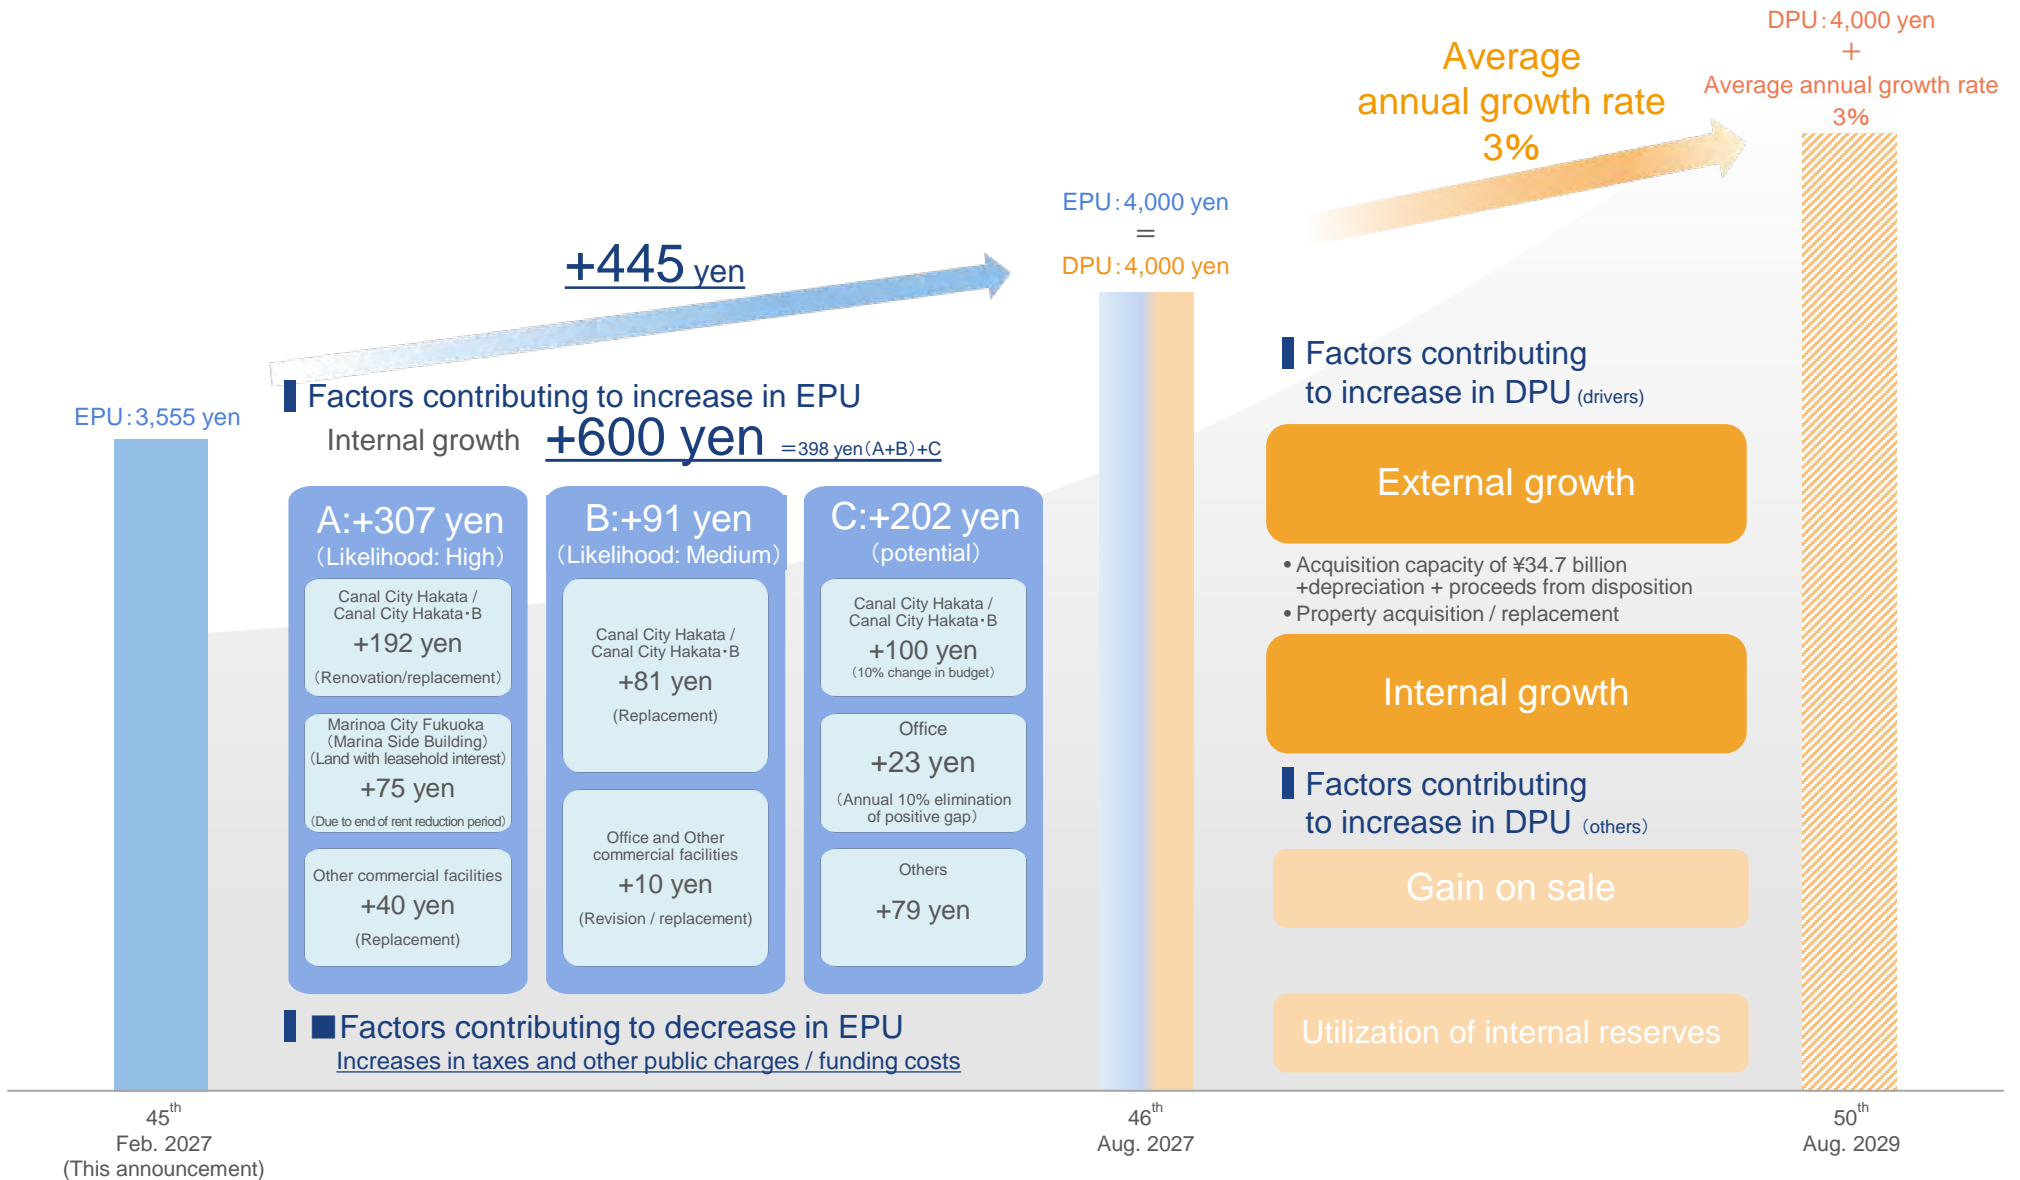 DPU:4,000 yen
+
Average annual growth rate
3%
Average
annual growth rate
3%
EPU:4,000 yen
=
DPU:4,000 yen
+445 yen
EPU:3,555 yen
Factors contributing to increase in EPU
Internal growth +600 yen =398 yen(A+B)+C
A:+307 yen
(Likelihood: High)
Canal City Hakata /
Canal City Hakata・B
+192 yen
(Renovation/replacement)
Marinoa City Fukuoka
(Marina Side Building)
(Land with leasehold interest)
+75 yen
(Due to end of rent reduction period)
Other commercial facilities
+40 yen
(Replacement)
B:+91 yen
(Likelihood: Medium)
Canal City Hakata /
Canal City Hakata・B
+81 yen
(Replacement)
Office and Other
commercial facilities
+10 yen
(Revision / replacement)
C:+202 yen
(potential)
Canal City Hakata /
Canal City Hakata・B
+100 yen
(10% change in budget)
Office
+23 yen
(Annual 10% elimination
of positive gap)
Others
+79 yen
■Factors contributing to decrease in EPU
Increases in taxes and other public charges / funding costs
Factors contributing
to increase in DPU (drivers)
External growth
• Acquisition capacity of ¥34.7 billion
+depreciation + proceeds from disposition
• Property acquisition / replacement
Internal growth
Factors contributing
to increase in DPU (others)
Gain on sale
Utilization of internal reserves
45th
Feb. 2027
(This announcement)
46th
Aug. 2027
50th
Aug. 2029